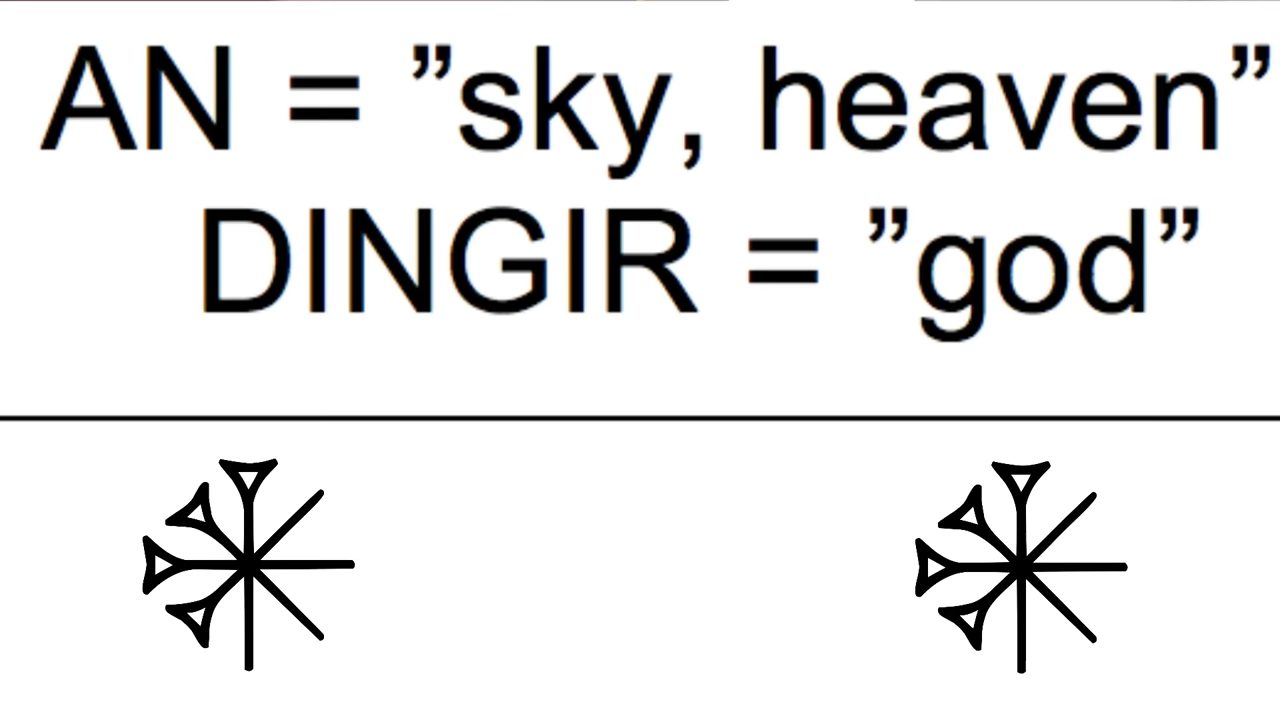 AN = ”sky, heaven”
DINGIR = ”god”
𒀭 𒀭